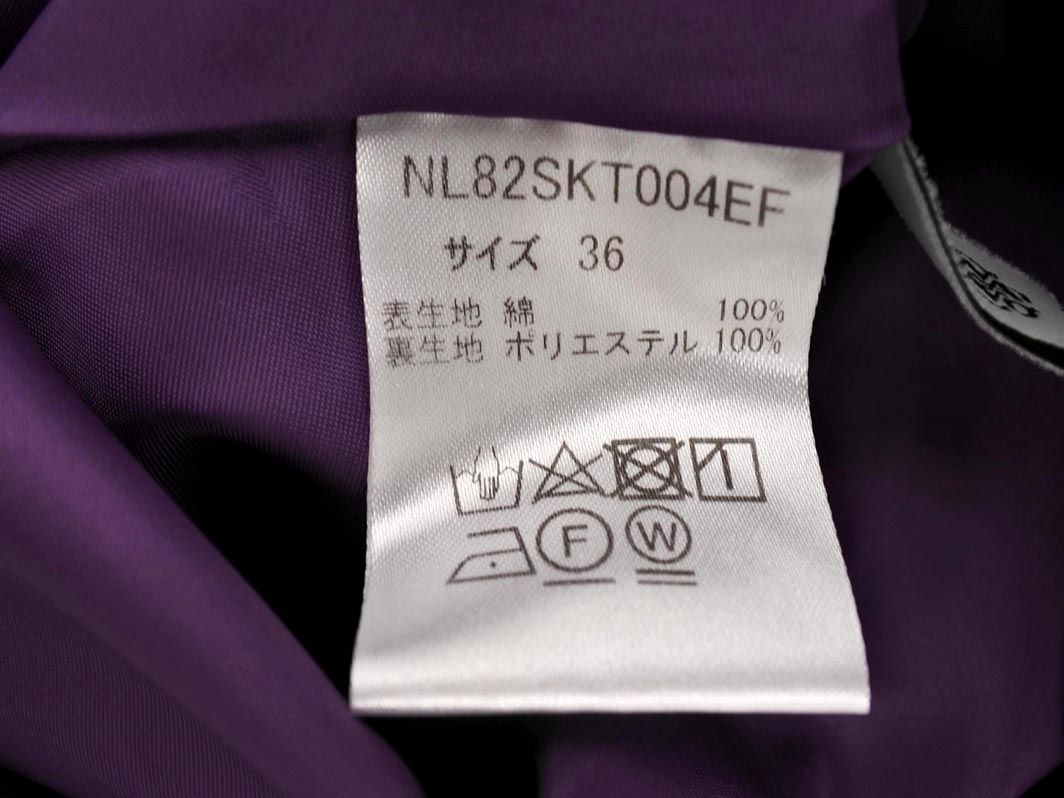 NL82SKT004EF
サイズ 36
表生地 綿 100%
裏生地 ポリエステル 100%
F W